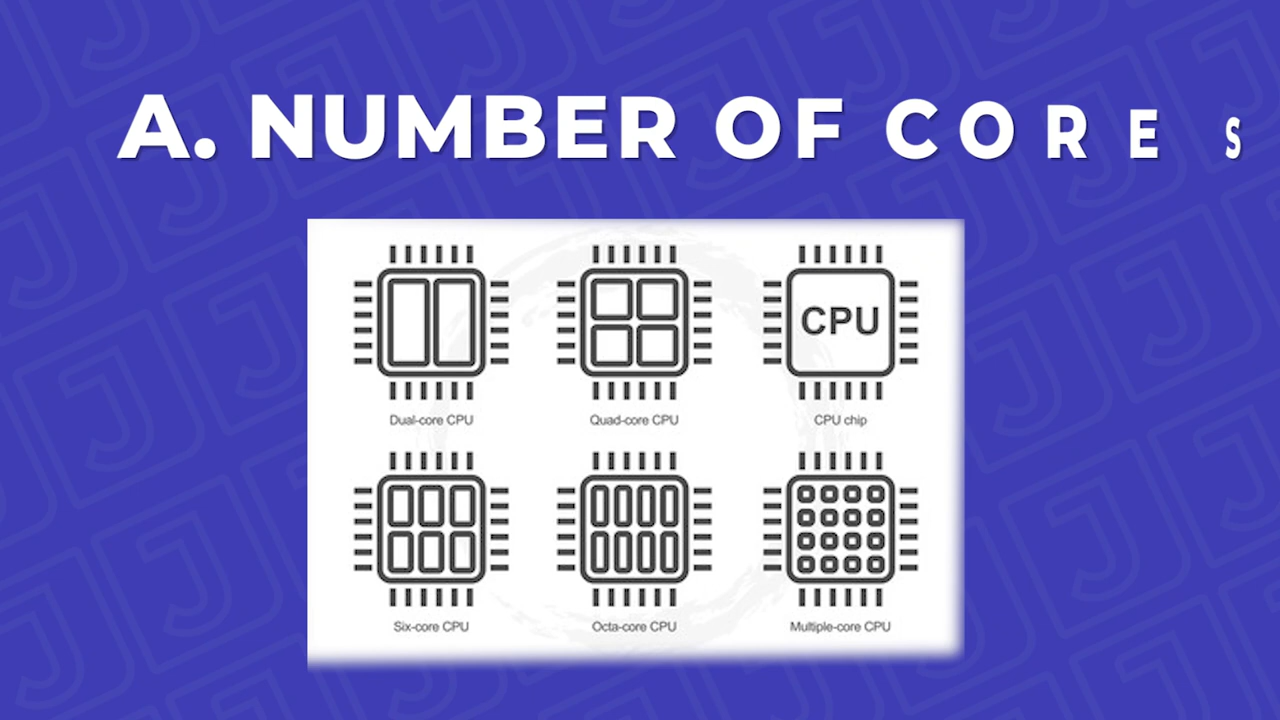 A. NUMBER OF CORES
CPU
Dual-core CPU
Quad-core CPU
CPU chip
Six-core CPU
Octa-core CPU
Multiple-core CPU